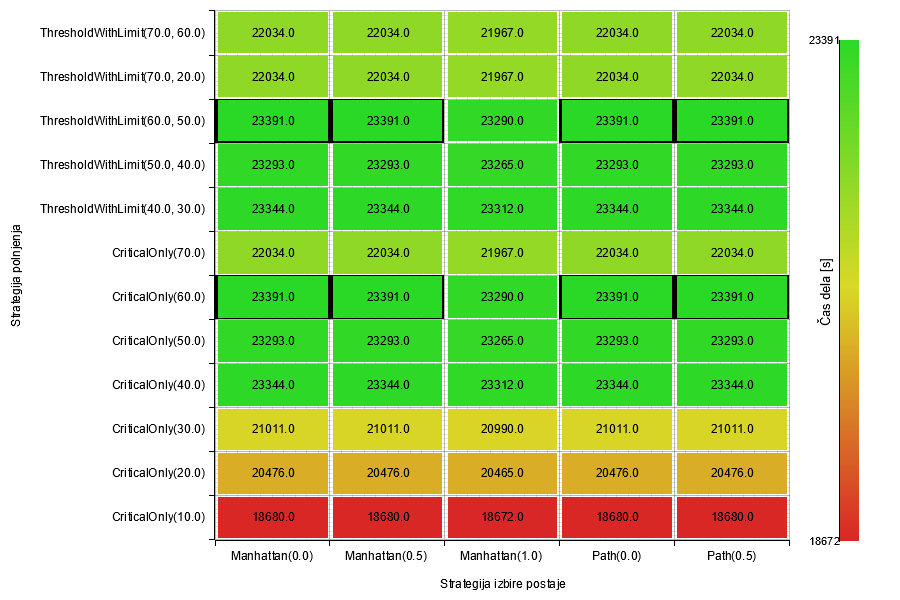 ThresholdWithLimit(70.0, 60.0) 22034.0 22034.0 21967.0 22034.0 22034.0
ThresholdWithLimit(70.0, 20.0) 22034.0 22034.0 21967.0 22034.0 22034.0
ThresholdWithLimit(60.0, 50.0) 23391.0 23391.0 23290.0 23391.0 23391.0
ThresholdWithLimit(50.0, 40.0) 23293.0 23293.0 23265.0 23293.0 23293.0
ThresholdWithLimit(40.0, 30.0) 23344.0 23344.0 23312.0 23344.0 23344.0
CriticalOnly(70.0) 22034.0 22034.0 21967.0 22034.0 22034.0
CriticalOnly(60.0) 23391.0 23391.0 23290.0 23391.0 23391.0
CriticalOnly(50.0) 23293.0 23293.0 23265.0 23293.0 23293.0
CriticalOnly(40.0) 23344.0 23344.0 23312.0 23344.0 23344.0
CriticalOnly(30.0) 21011.0 21011.0 20990.0 21011.0 21011.0
CriticalOnly(20.0) 20476.0 20476.0 20465.0 20476.0 20476.0
CriticalOnly(10.0) 18680.0 18680.0 18672.0 18680.0 18680.0
Manhattan(0.0) Manhattan(0.5) Manhattan(1.0) Path(0.0) Path(0.5)
Strategija izbire postaje
Strategija polnjenja
23391
Čas dela [s]
18672